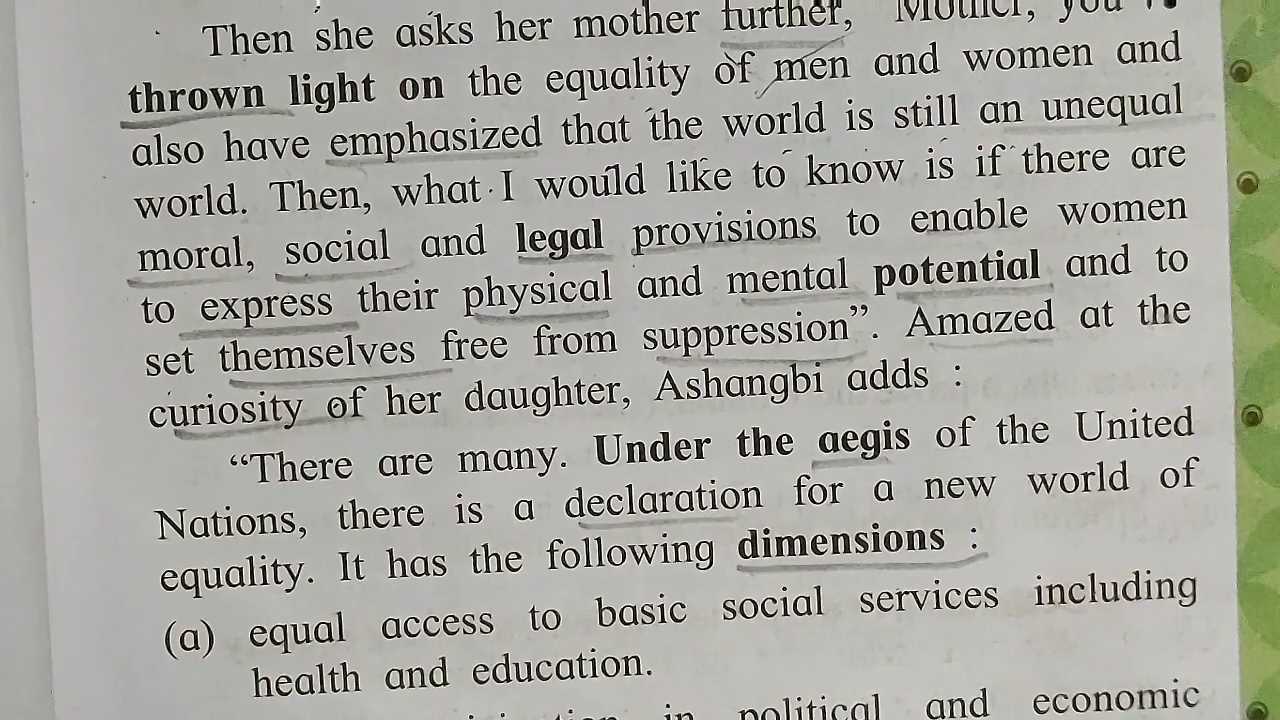 Then she asks her mother further, "Mother, you
thrown light on the equality of men and women and
also have emphasized that the world is still an unequal
world. Then, what I would like to know is if there are
moral, social and legal provisions to enable women
to express their physical and mental potential and to
set themselves free from suppression”. Amazed at the
curiosity of her daughter, Ashangbi adds :
“There are many. Under the aegis of the United
Nations, there is a declaration for a new world of
equality. It has the following dimensions :
(a) equal access to basic social services including
health and education.
in political and economic